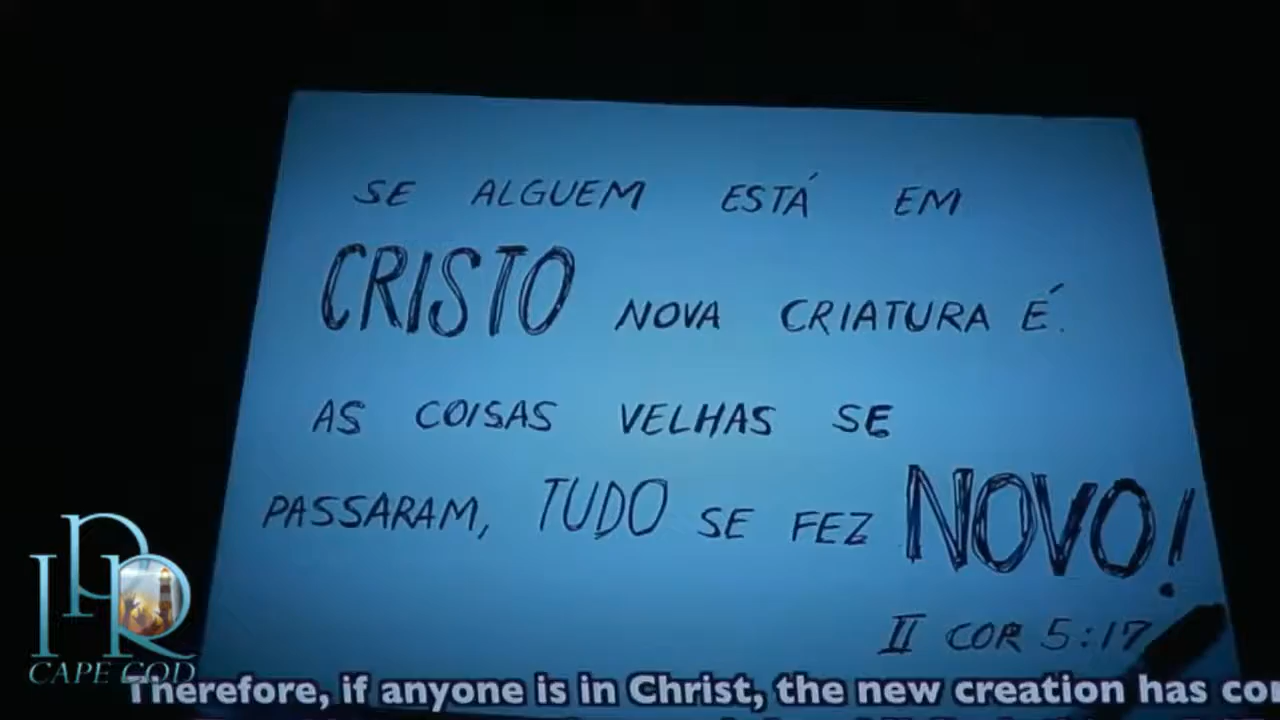 SE ALGUEM ESTÁ EM
CRISTO NOVA CRIATURA É.
AS COISAS VELHAS SE
PASSARAM, TUDO SE FEZ NOVO!
II COR 5:17
IPR
CAPE COD
Therefore, if anyone is in Christ, the new creation has